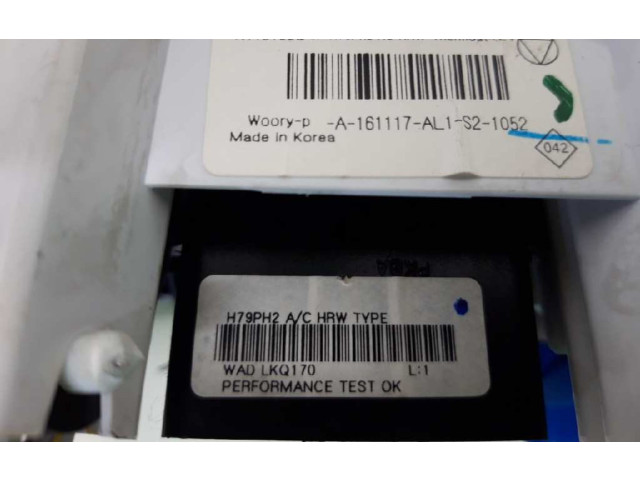 Woory-p -A-161117-AL1-S2-1052
Made in Korea
042
H79PH2 A/C HRW TYPE
WAD LKQ170 L:1
PERFORMANCE TEST OK